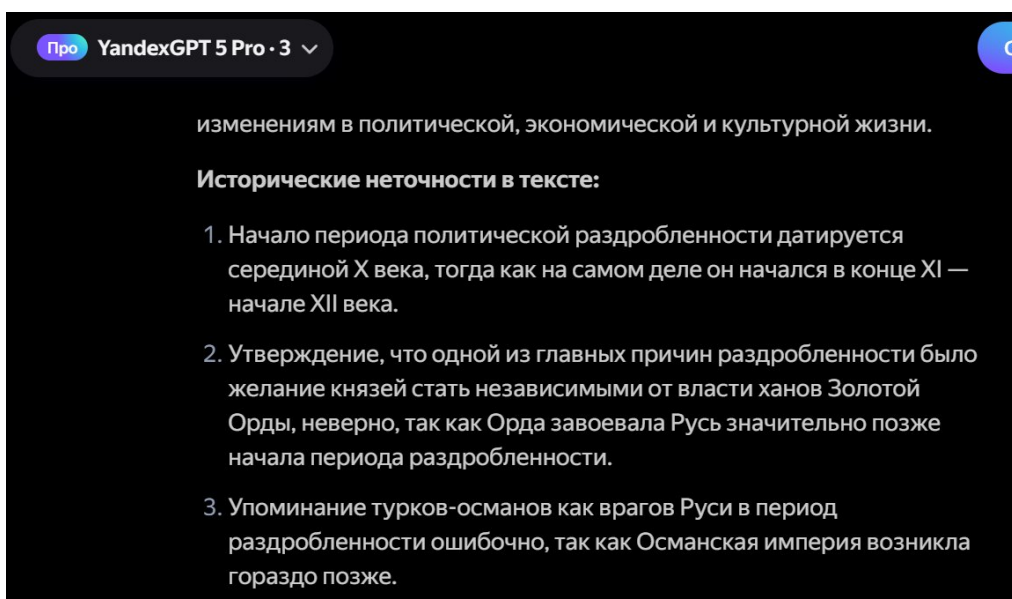 Про YandexGPT 5 Pro · 3
изменениям в политической, экономической и культурной жизни.
Исторические неточности в тексте:
1. Начало периода политической раздробленности датируется
серединой X века, тогда как на самом деле он начался в конце XI —
начале XII века.
2. Утверждение, что одной из главных причин раздробленности было
желание князей стать независимыми от власти ханов Золотой
Орды, неверно, так как Орда завоевала Русь значительно позже
начала периода раздробленности.
3. Упоминание турков-османов как врагов Руси в период
раздробленности ошибочно, так как Османская империя возникла
гораздо позже.